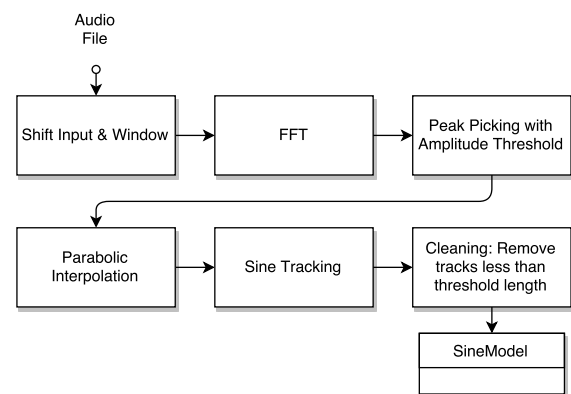 Audio
File
Shift Input & Window
FFT
Peak Picking with
Amplitude Threshold
Parabolic
Interpolation
Sine Tracking
Cleaning: Remove
tracks less than
threshold length
SineModel